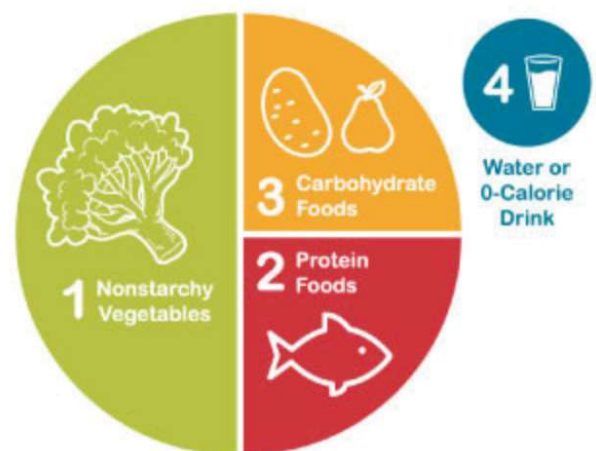 1 Nonstarchy
Vegetables
2 Protein
Foods
3 Carbohydrate
Foods
4
Water or
0-Calorie
Drink